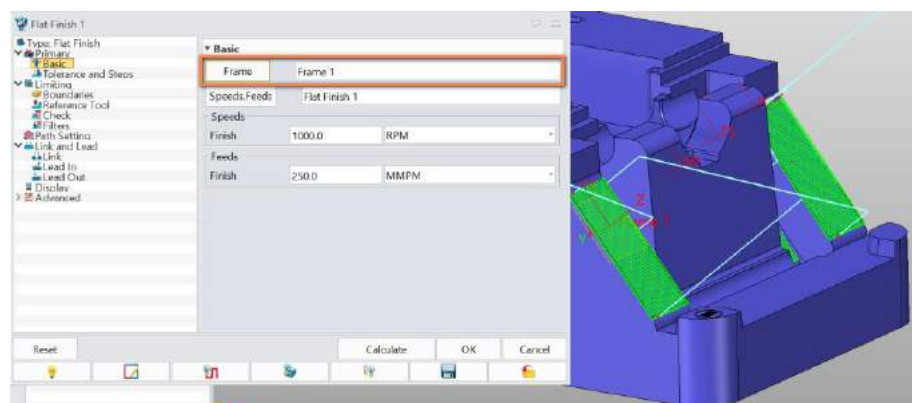 Flat Finish 1
Type: Flat Finish
Primary
Basic
Tolerance and Steps
Limiting
Boundaries
Reference Tool
Check
Filters
Path Setting
Link and Lead
Link
Lead In
Lead Out
Display
Advanced
Basic
Frame Frame 1
Speeds,Feeds Flat Finish 1
Speeds
Finish 1000.0 RPM
Feeds
Finish 250.0 MMPM
Reset Calculate OK Cancel
Z
Y